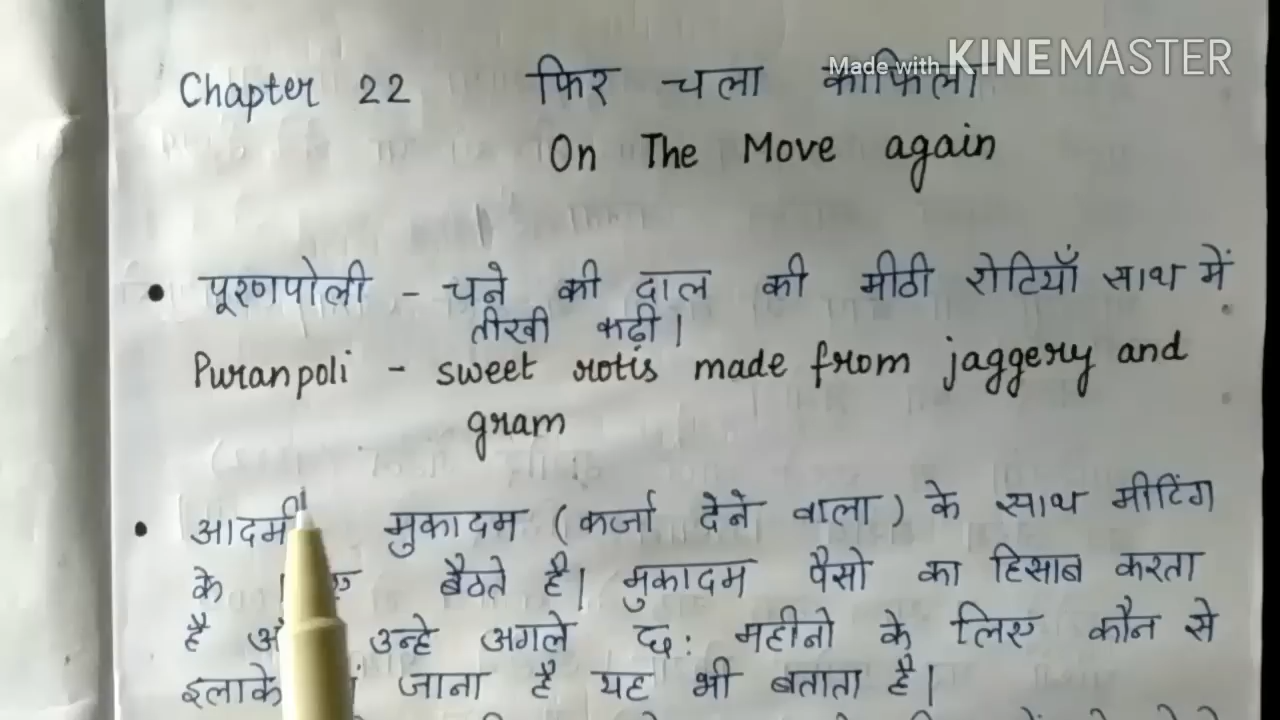 Made with KINEMASTER
Chapter 22 फिर चला काफिला
On The Move again
• पूरणपोली - चने की दाल की मीठी रोटियाँ साथ में
तीखी कढ़ी।
Puranpoli - sweet rotis made from jaggery and
gram
• आदमी मुकादम (कर्जा देने वाला) के साथ मीटिंग
के बैठते है। मुकादम पैसो का हिसाब करता
है उन्हे अगले छ: महीनो के लिए कौन से
इलाके जाना है यह भी बताता है।